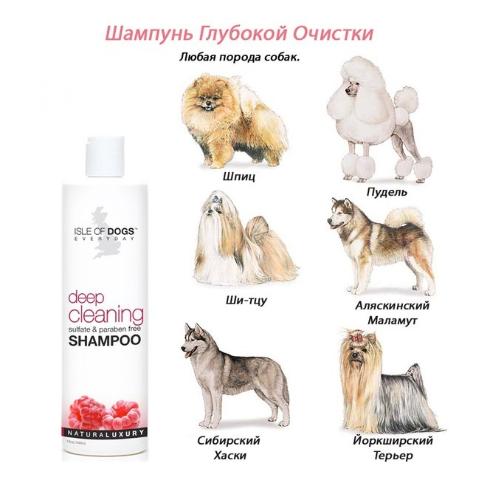 Шампунь Глубокой Очистки
Любая порода собак.
Шпиц
Пудель
ISLE OF DOGS™
EVERYDAY
deep
cleaning
sulfate & paraben free
SHAMPOO
NATURALUXURY
Ши-тцу
Аляскинский
Маламут
Сибирский
Хаски
Йоркширский
Терьер